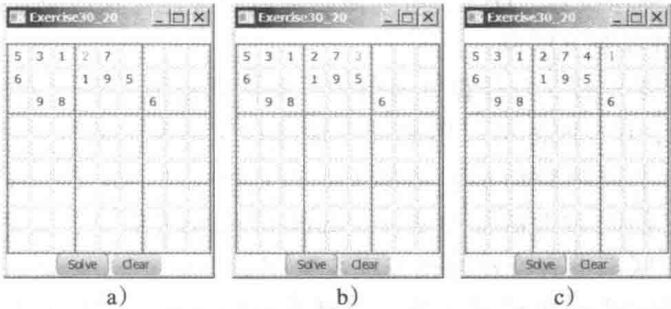 Exercise30_20 Exercise30_20 Exercise30_20
5 3 1 2 7 5 3 1 2 7 3 5 3 1 2 7 4 1
6 1 9 5 6 1 9 5 6 1 9 5
9 8 6 9 8 6 9 8 6
Solve Clear Solve Clear Solve Clear
a) b) c)